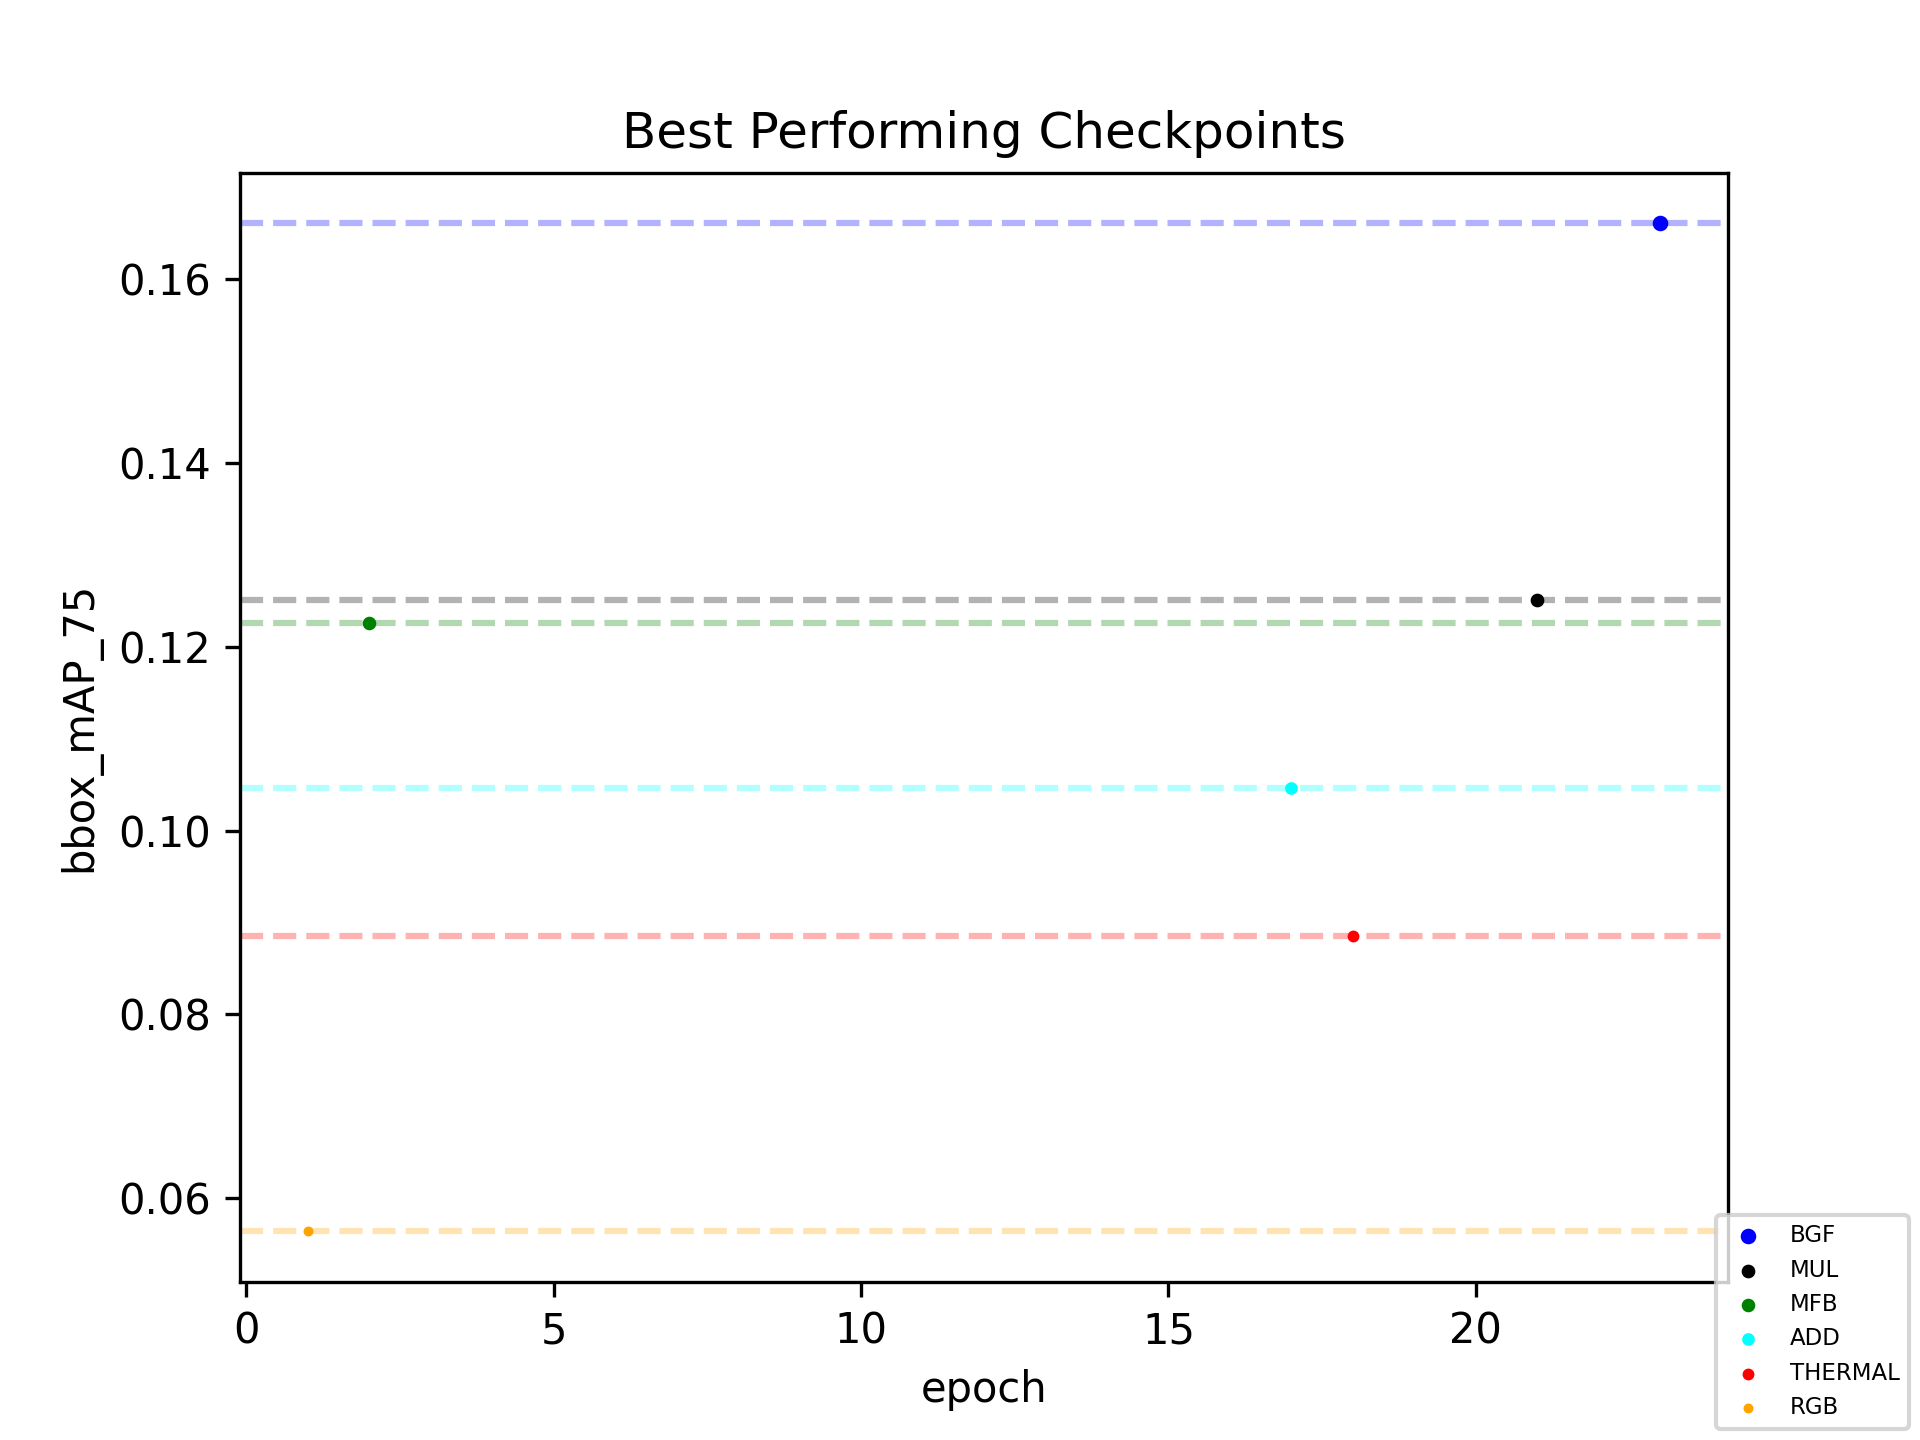 Best Performing Checkpoints
bbox_mAP_75
0.16
0.14
0.12
0.10
0.08
0.06
0 5 10 15 20
epoch
BGF
MUL
MFB
ADD
THERMAL
RGB